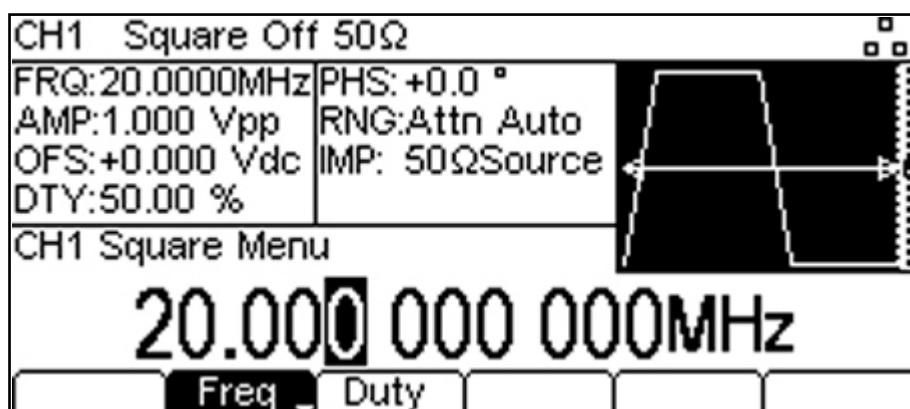 CH1 Square Off 50Ω
FRQ:20.0000MHz
AMP:1.000 Vpp
OFS:+0.000 Vdc
DTY:50.00 %
PHS:+0.0 °
RNG:Attn Auto
IMP: 50ΩSource
CH1 Square Menu
20.000 000 000MHz
Freq
Duty